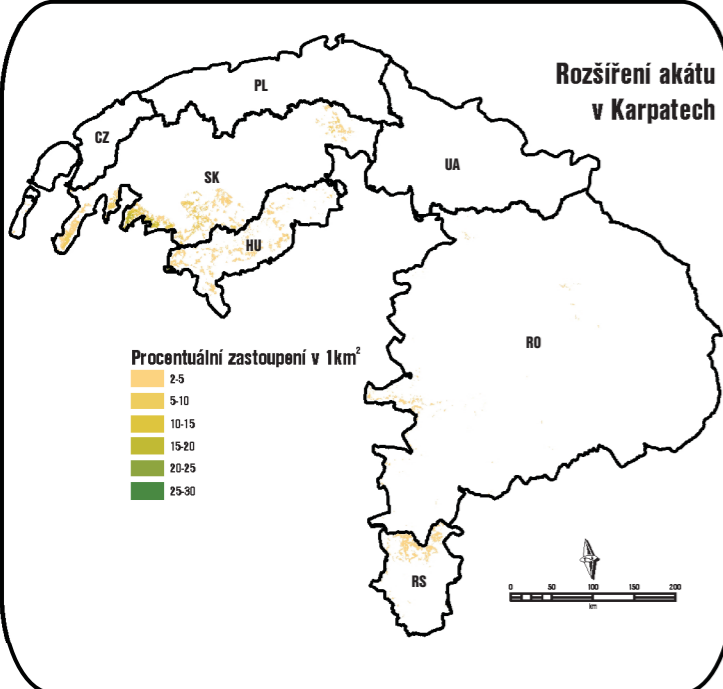 Rozšíření akátu
v Karpatech
PL
CZ
UA
SK
HU
RO
Procentuální zastoupení v 1km²
2-5
5-10
10-15
15-20
20-25
25-30
RS
0 50 100 150 200
km